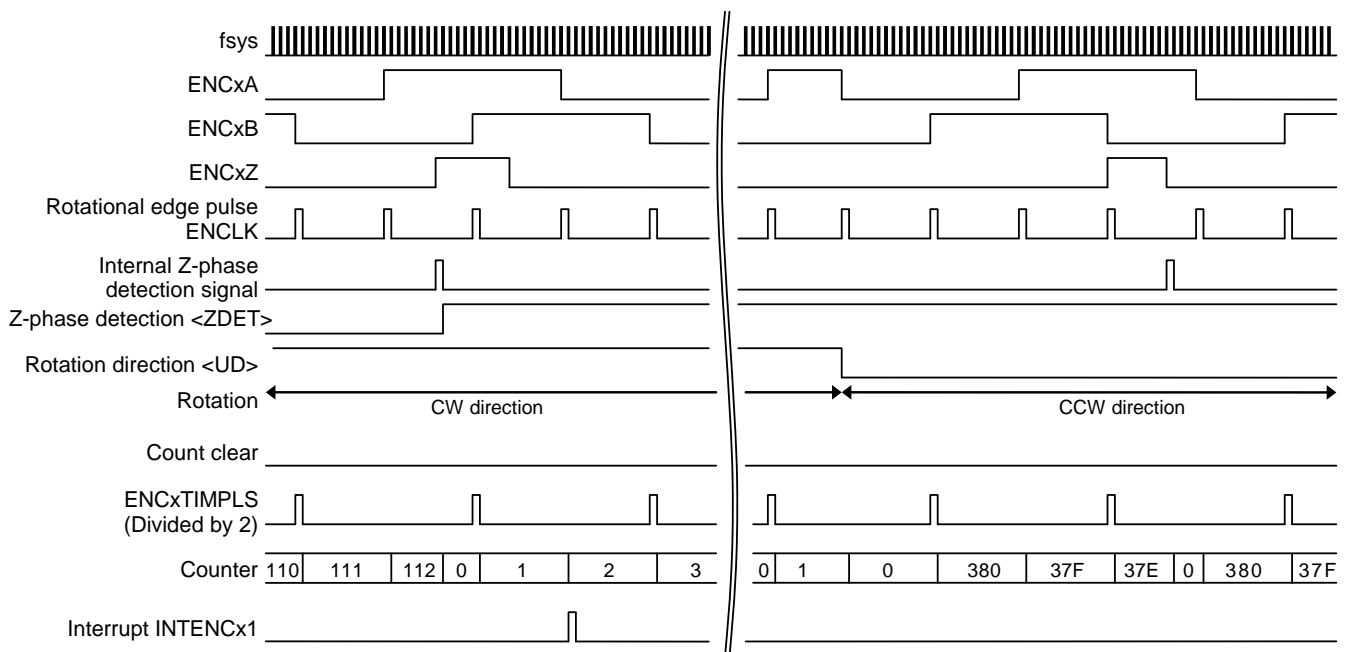 fsys
ENCxA
ENCxB
ENCxZ
Rotational edge pulse
ENCLK
Internal Z-phase
detection signal
Z-phase detection <ZDET>
Rotation direction <UD>
Rotation
CW direction
CCW direction
Count clear
ENCxTIMPLS
(Divided by 2)
Counter 110 111 112 0 1 2 3 0 1 0 380 37F 37E 0 380 37F
Interrupt INTENCx1